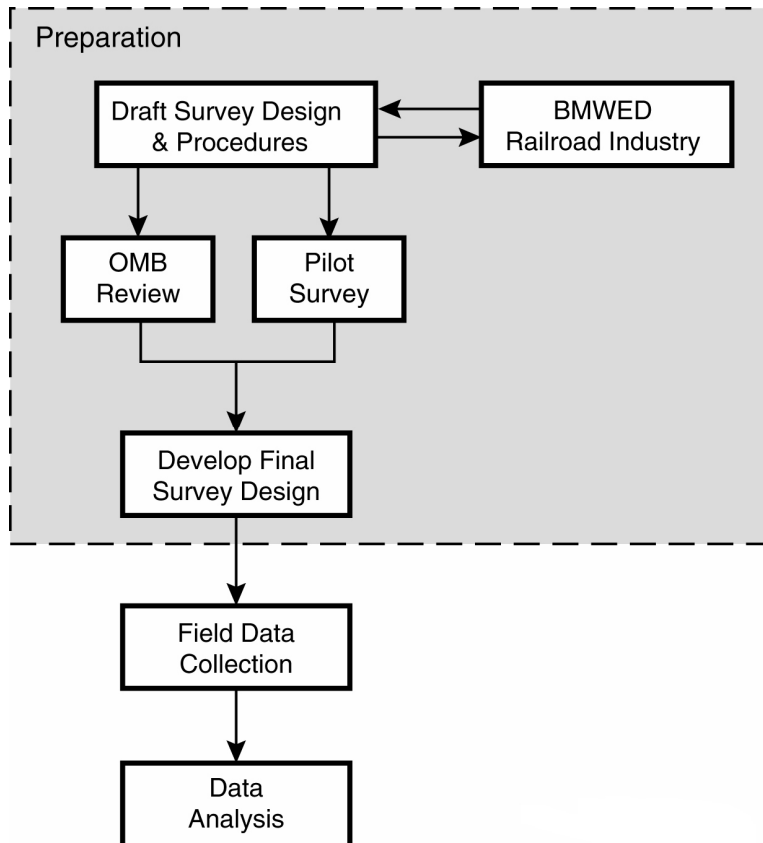 Preparation
Draft Survey Design
& Procedures
BMWED
Railroad Industry
OMB
Review
Pilot
Survey
Develop Final
Survey Design
Field Data
Collection
Data
Analysis